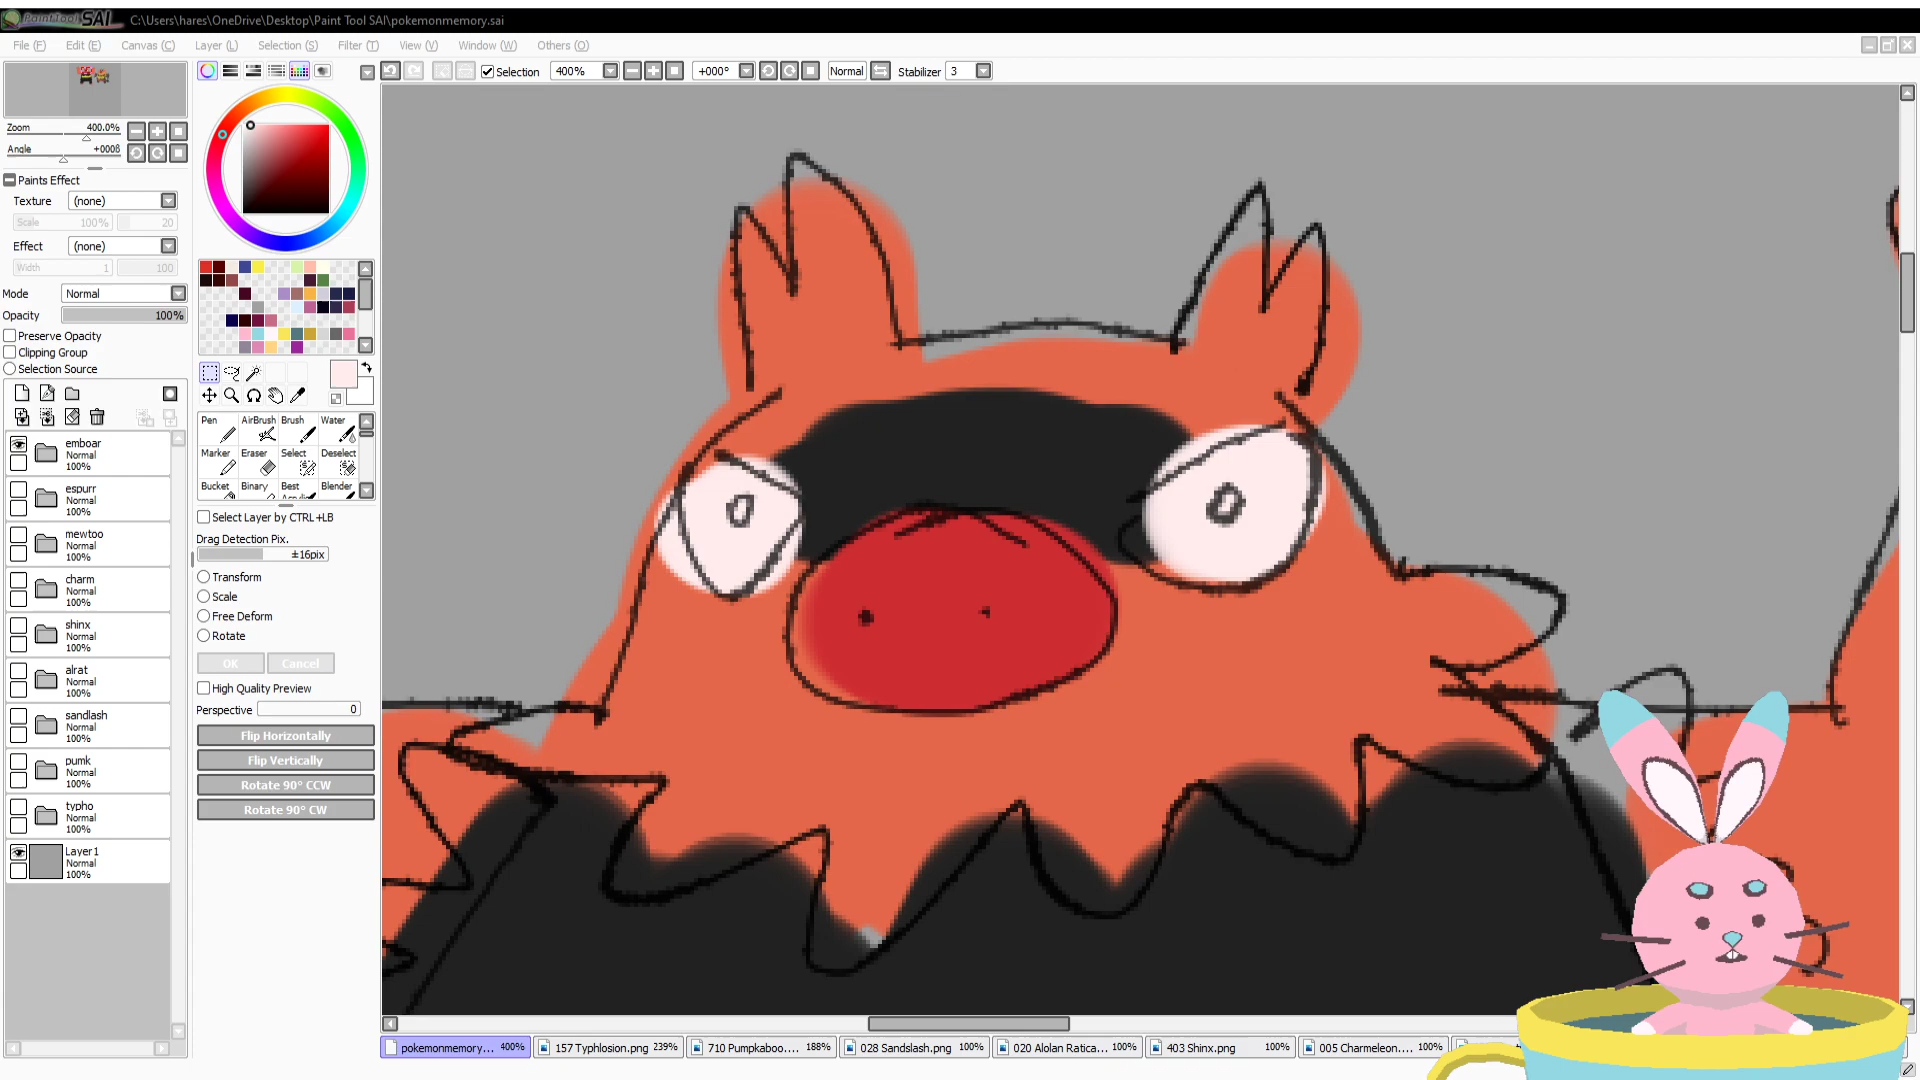 PaintTool SAI C:\Users\hares\OneDrive\Desktop\Paint Tool SAI\pokemonmemory.sai
File (F) Edit (E) Canvas (C) Layer (L) Selection (S) Filter (T) View (V) Window (W) Others (O)
Selection 400% +000° Normal Stabilizer 3
Zoom 400.0%
Angle
Paints Effect
Texture (none)
Scale 100% 20
Effect (none)
Width 1 100
Mode Normal
Opacity 100%
Preserve Opacity
Clipping Group
Selection Source
emboar
Normal
100%
espurr
Normal
100%
mewtoo
Normal
100%
charm
Normal
100%
shinx
Normal
100%
alrat
Normal
100%
sandlash
Normal
100%
pumk
Normal
100%
typho
Normal
100%
Layer1
Normal
100%
Pen AirBrush Brush Water
Marker Eraser Select Deselect
Bucket Binary Best Blender
Select Layer by CTRL+LB
Drag Detection Pix.
±16pix
Transform
Scale
Free Deform
Rotate
OK Cancel
High Quality Preview
Perspective 0
Flip Horizontally
Flip Vertically
Rotate 90° CCW
Rotate 90° CW
pokemonmemory... 400% 157 Typhlosion.png 239% 710 Pumpkaboo.... 188% 028 Sandslash.png 100% 020 Alolan Ratica... 100% 403 Shinx.png 100% 005 Charmeleon.... 100%